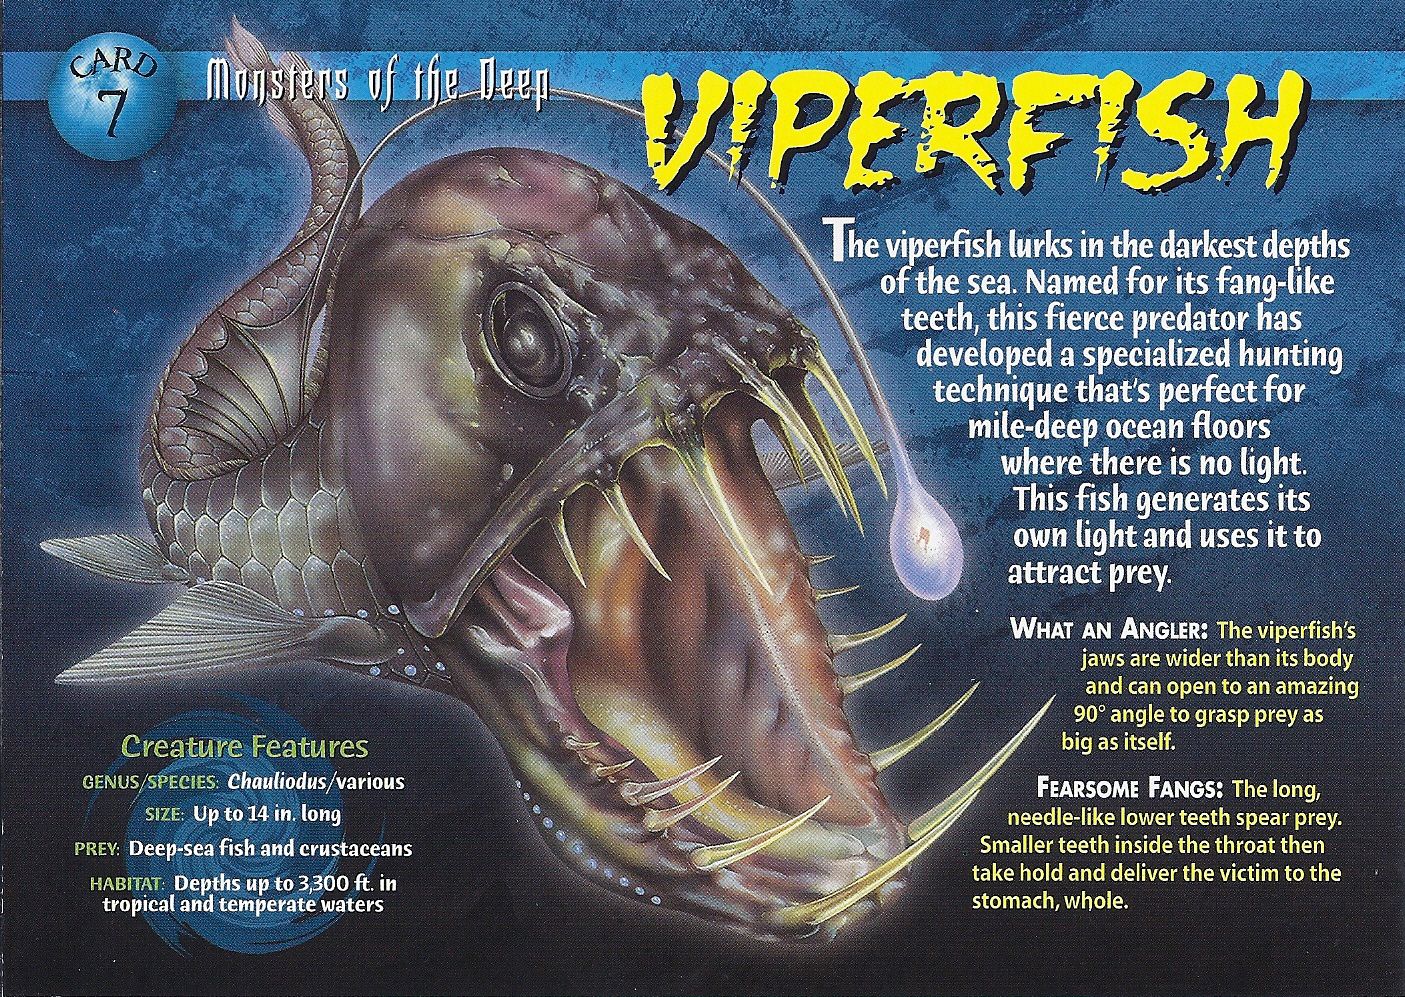 CARD
7
Monsters of the Deep
VIPERFISH
The viperfish lurks in the darkest depths
of the sea. Named for its fang-like
teeth, this fierce predator has
developed a specialized hunting
technique that's perfect for
mile-deep ocean floors
where there is no light.
This fish generates its
own light and uses it to
attract prey.
WHAT AN ANGLER: The viperfish's
jaws are wider than its body
and can open to an amazing
90° angle to grasp prey as
big as itself.
FEARSOME FANGS: The long,
needle-like lower teeth spear prey.
Smaller teeth inside the throat then
take hold and deliver the victim to the
stomach, whole.
Creature Features
GENUS/SPECIES: Chauliodus/various
SIZE: Up to 14 in. long
PREY: Deep-sea fish and crustaceans
HABITAT: Depths up to 3,300 ft. in
tropical and temperate waters